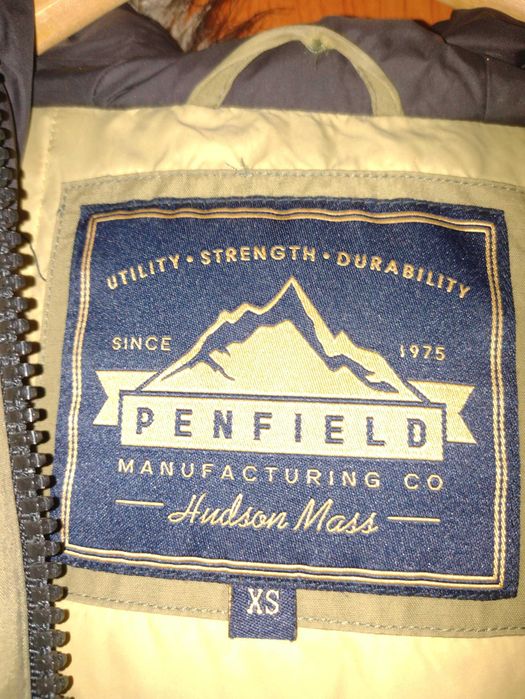 UTILITY • STRENGTH • DURABILITY
SINCE 1975
PENFIELD
MANUFACTURING CO
Hudson Mass
XS